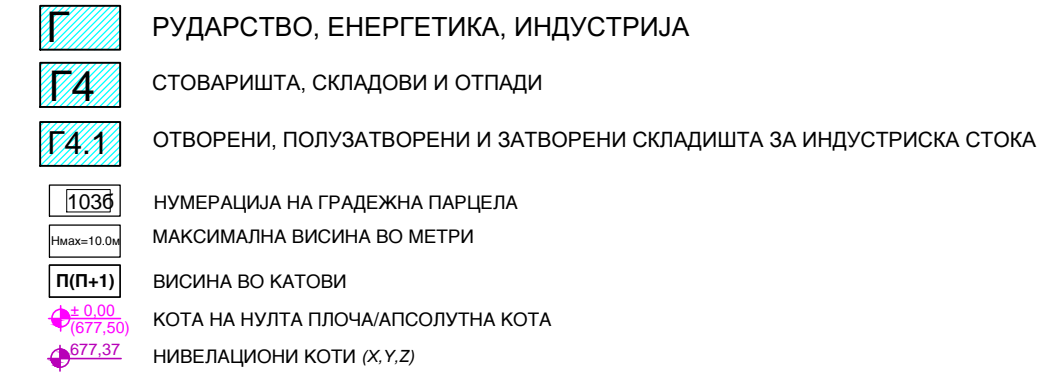 Г РУДАРСТВО, ЕНЕРГЕТИКА, ИНДУСТРИЈА
Г4 СТОВАРИШТА, СКЛАДОВИ И ОТПАДИ
Г4.1 ОТВОРЕНИ, ПОЛУЗАТВОРЕНИ И ЗАТВОРЕНИ СКЛАДИШТА ЗА ИНДУСТРИСКА СТОКА
103б НУМЕРАЦИЈА НА ГРАДЕЖНА ПАРЦЕЛА
Hмах=10.0м МАКСИМАЛНА ВИСИНА ВО МЕТРИ
П(П+1) ВИСИНА ВО КАТОВИ
± 0,00
(677,50) КОТА НА НУЛТА ПЛОЧА/АПСОЛУТНА КОТА
677,37 НИВЕЛАЦИОНИ КОТИ (X,Y,Z)